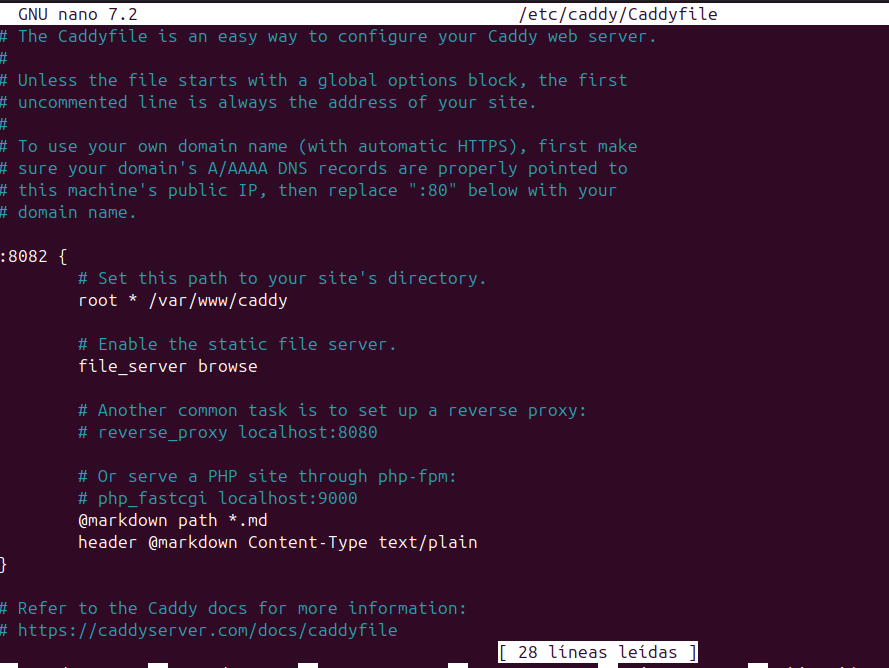 GNU nano 7.2 /etc/caddy/Caddyfile
# The Caddyfile is an easy way to configure your Caddy web server.
#
# Unless the file starts with a global options block, the first
# uncommented line is always the address of your site.
#
# To use your own domain name (with automatic HTTPS), first make
# sure your domain's A/AAAA DNS records are properly pointed to
# this machine's public IP, then replace ":80" below with your
# domain name.
:8082 {
# Set this path to your site's directory.
root * /var/www/caddy
# Enable the static file server.
file_server browse
# Another common task is to set up a reverse proxy:
# reverse_proxy localhost:8080
# Or serve a PHP site through php-fpm:
# php_fastcgi localhost:9000
@markdown path *.md
header @markdown Content-Type text/plain
}
# Refer to the Caddy docs for more information:
# https://caddyserver.com/docs/caddyfile
[ 28 líneas leídas ]